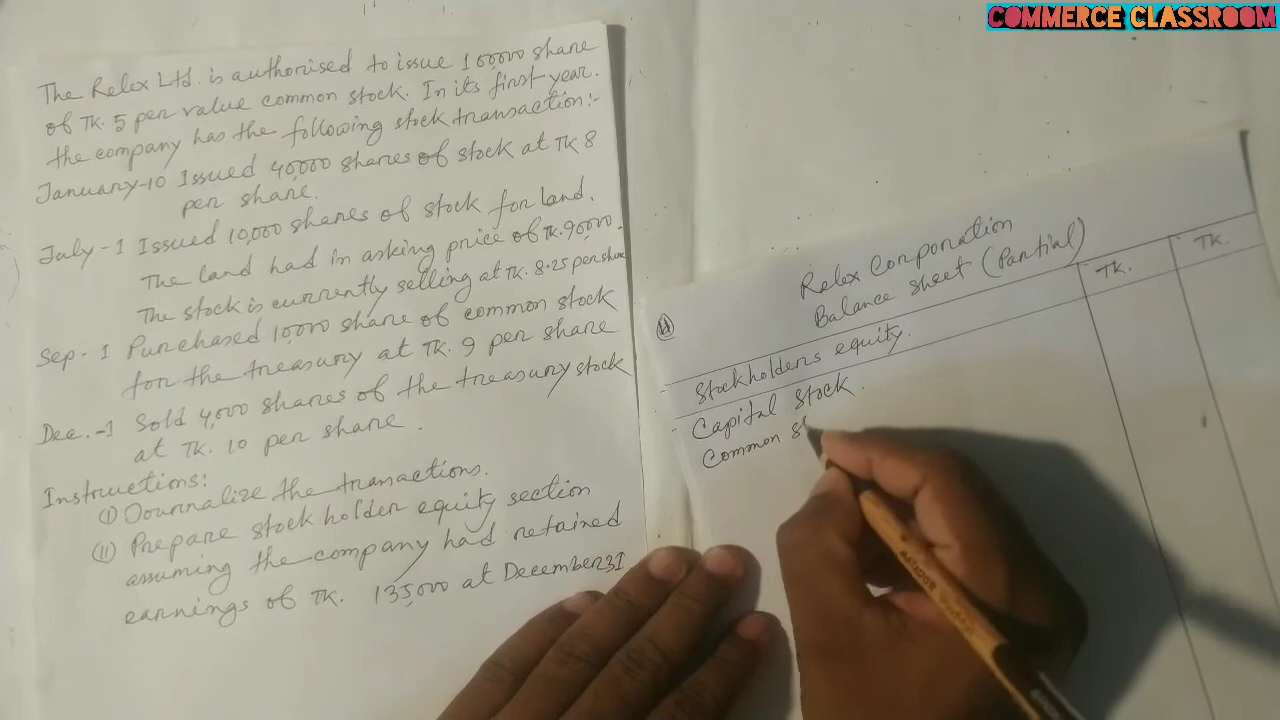 COMMERCE CLASSROOM
The Relex Ltd. is authorised to issue 100,000 share
of TK. 5 per value common stock. In its first year.
the company has the following stock transaction:-
January-10 Issued 40,000 shares of stock at TK 8
per share.
July-1 Issued 10,000 shares of stock for land.
The land had in asking price of TK. 90,000.
The stock is currently selling at TK. 8.25 per share
Sep-1 Purchased 10,000 share of common stock
for the treasury at TK. 9 per share
Dec.-1 Sold 4,000 shares of the treasury stock
at TK. 10 per share.
Instructions:
(I) Journalize the tranactions.
(II) Prepare stock holder equity section
assuming the company had retained
earnings of TK. 135,000 at December 31
Relex Corporation
Balance sheet (Partial)
TK.
TK.
Stockholders equity.
Capital Stock.
Common
MATADOR